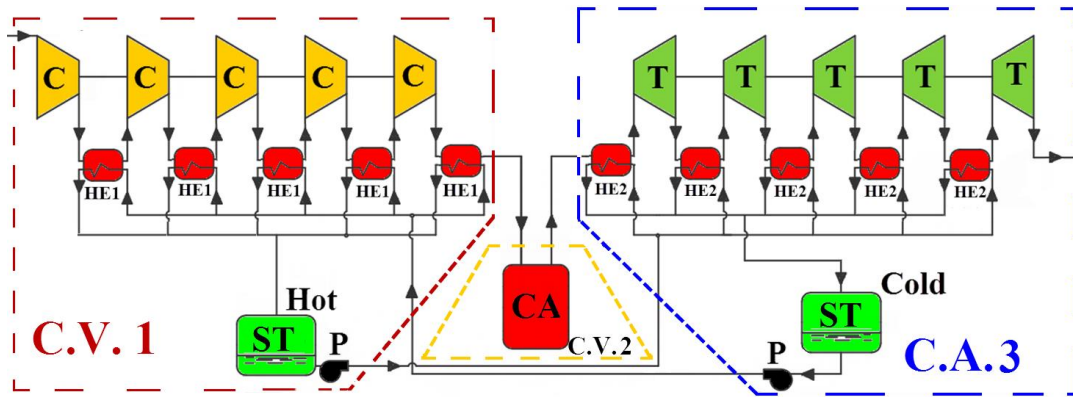 C C C C C
T T T T T
HE1 HE1 HE1 HE1 HE1
HE2 HE2 HE2 HE2 HE2
Hot
ST
P
C.V. 1
CA
C.V.2
Cold
ST
P
C.A.3